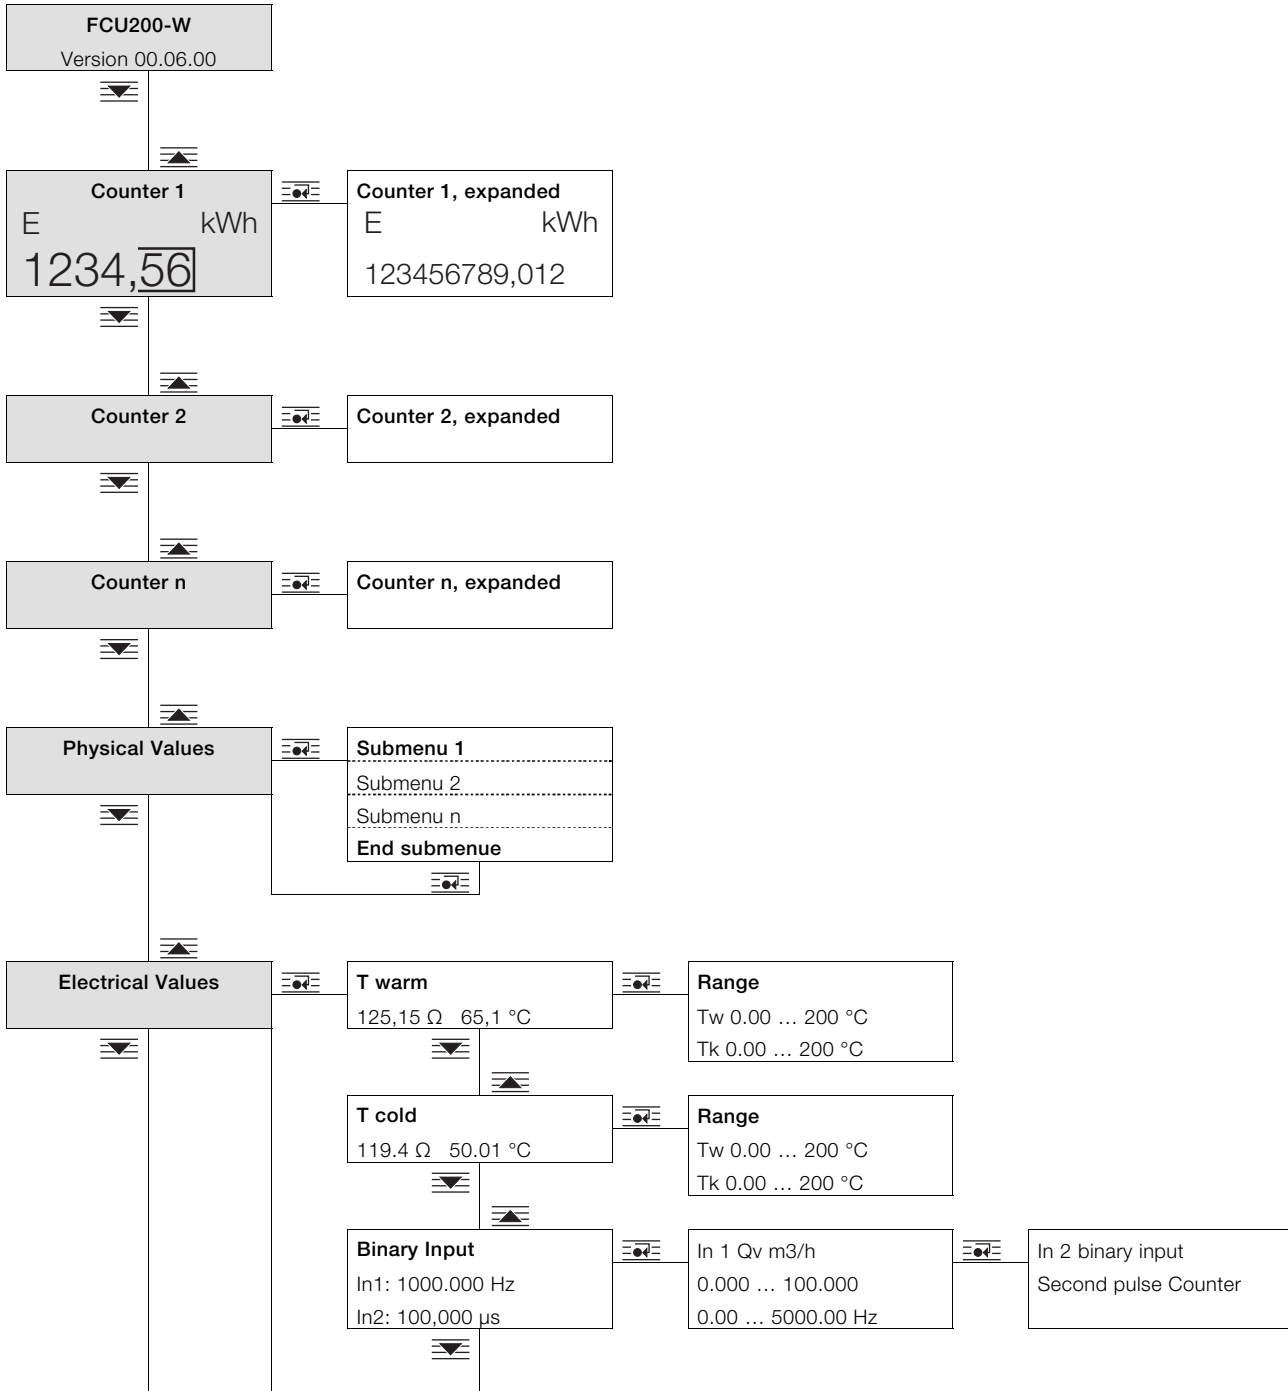 FCU200-W
Version 00.06.00
Counter 1
E kWh
1234,56
Counter 1, expanded
E kWh
123456789,012
Counter 2
Counter 2, expanded
Counter n
Counter n, expanded
Physical Values
Submenu 1
Submenu 2
Submenu n
End submenue
Electrical Values
T warm
125,15 Ω 65,1 °C
Range
Tw 0.00 … 200 °C
Tk 0.00 … 200 °C
T cold
119.4 Ω 50.01 °C
Range
Tw 0.00 … 200 °C
Tk 0.00 … 200 °C
Binary Input
In1: 1000.000 Hz
In2: 100,000 µs
In 1 Qv m3/h
0.000 … 100.000
0.00 … 5000.00 Hz
In 2 binary input
Second pulse Counter